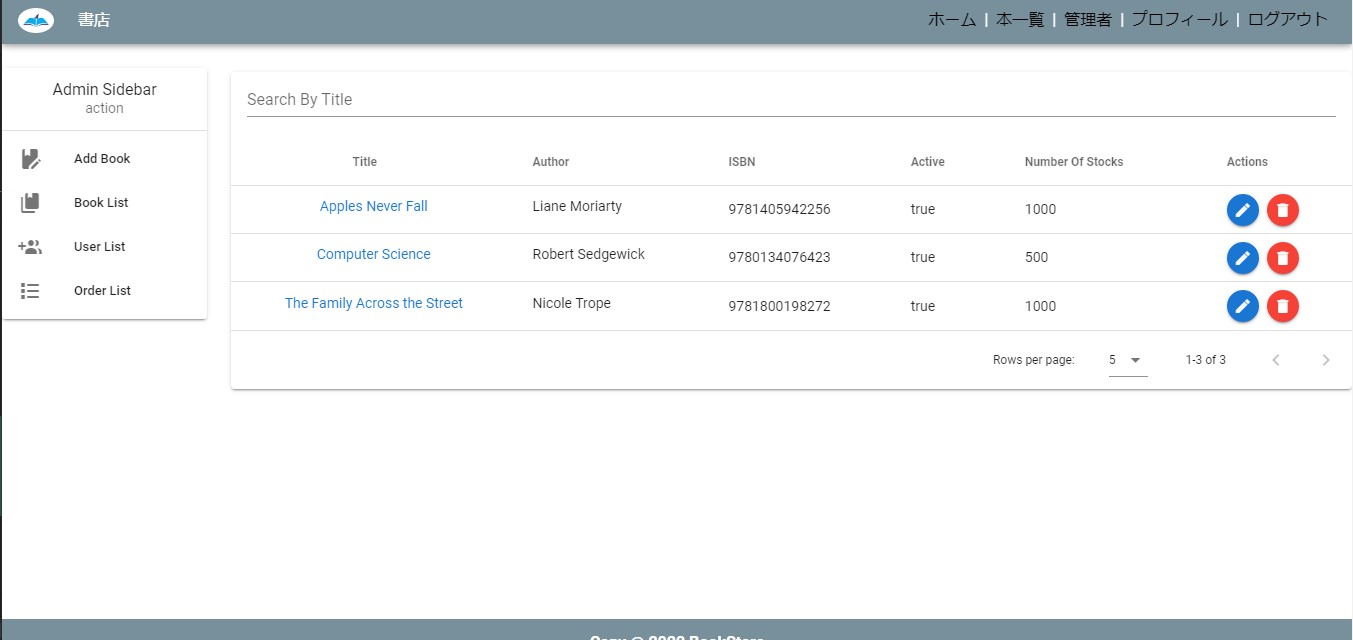 書店
ホーム | 本一覧 | 管理者 | プロフィール | ログアウト
Admin Sidebar
action
Add Book
Book List
User List
Order List
Search By Title
Title Author ISBN Active Number Of Stocks Actions
Apples Never Fall Liane Moriarty 9781405942256 true 1000
Computer Science Robert Sedgewick 9780134076423 true 500
The Family Across the Street Nicole Trope 9781800198272 true 1000
Rows per page: 5 1-3 of 3